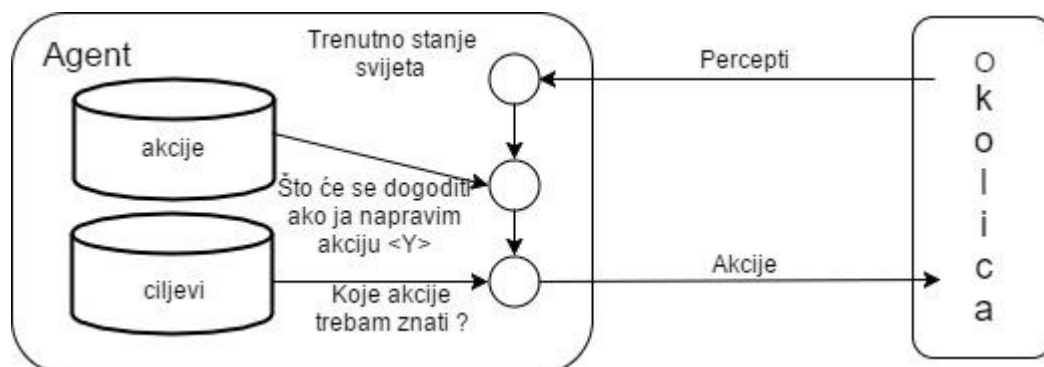 Agent
Trenutno stanje
svijeta
Percepti
akcije
Što će se dogoditi
ako ja napravim
akciju <Y>
ciljevi
Koje akcije
trebam znati ?
Akcije
o
k
o
l
i
c
a